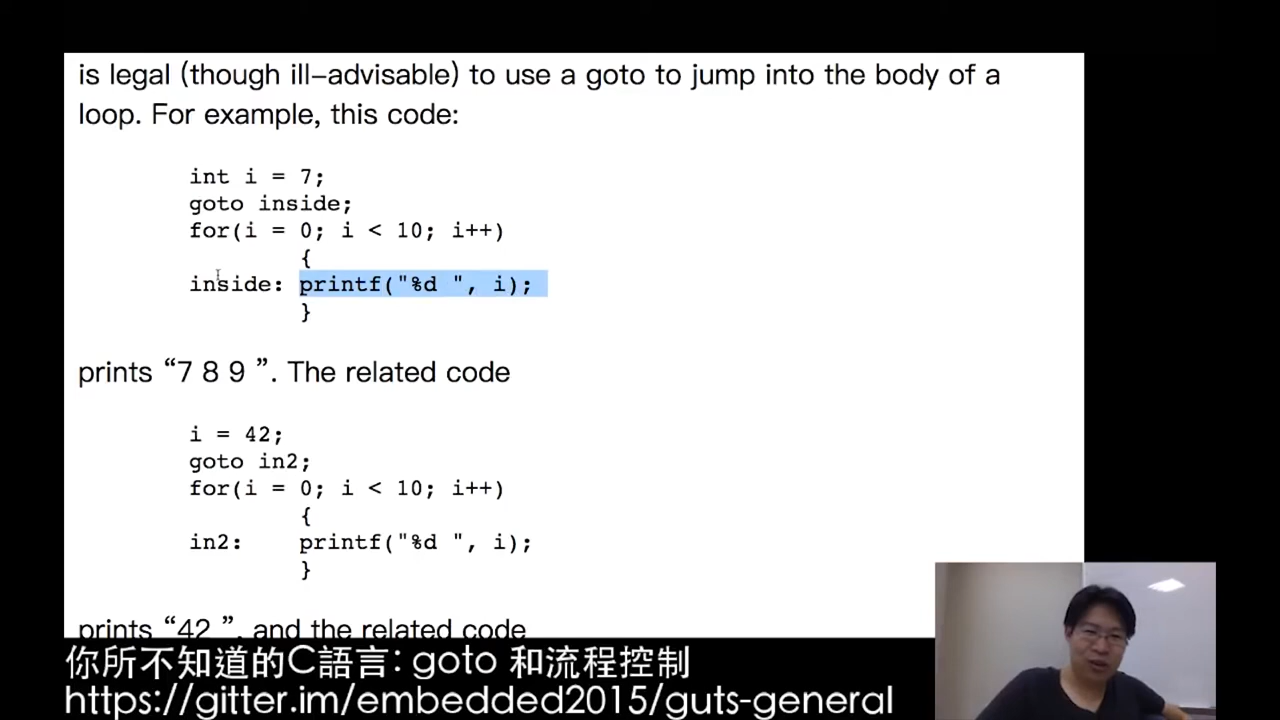 is legal (though ill–advisable) to use a goto to jump into the body of a
loop. For example, this code:
int i = 7;
goto inside;
for(i = 0; i < 10; i++)
{
inside: printf("%d ", i);
}
prints “7 8 9 ”. The related code
i = 42;
goto in2;
for(i = 0; i < 10; i++)
{
in2: printf("%d ", i);
}
prints “42 ”, and the related code
你所不知道的C語言: goto 和流程控制
https://gitter.im/embedded2015/guts-general